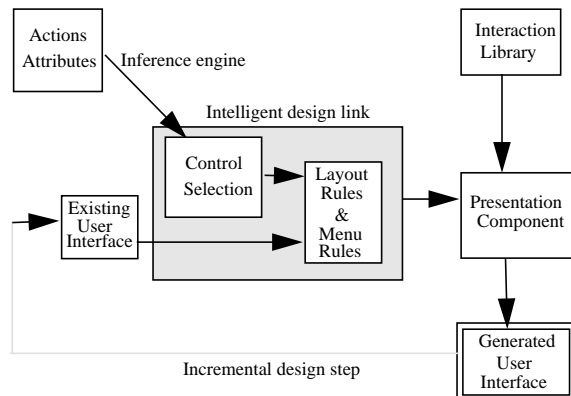 Actions
Attributes
Interaction
Library
Inference engine
Intelligent design link
Control
Selection
Layout
Rules
&
Menu
Rules
Existing
User
Interface
Presentation
Component
Generated
User
Interface
Incremental design step